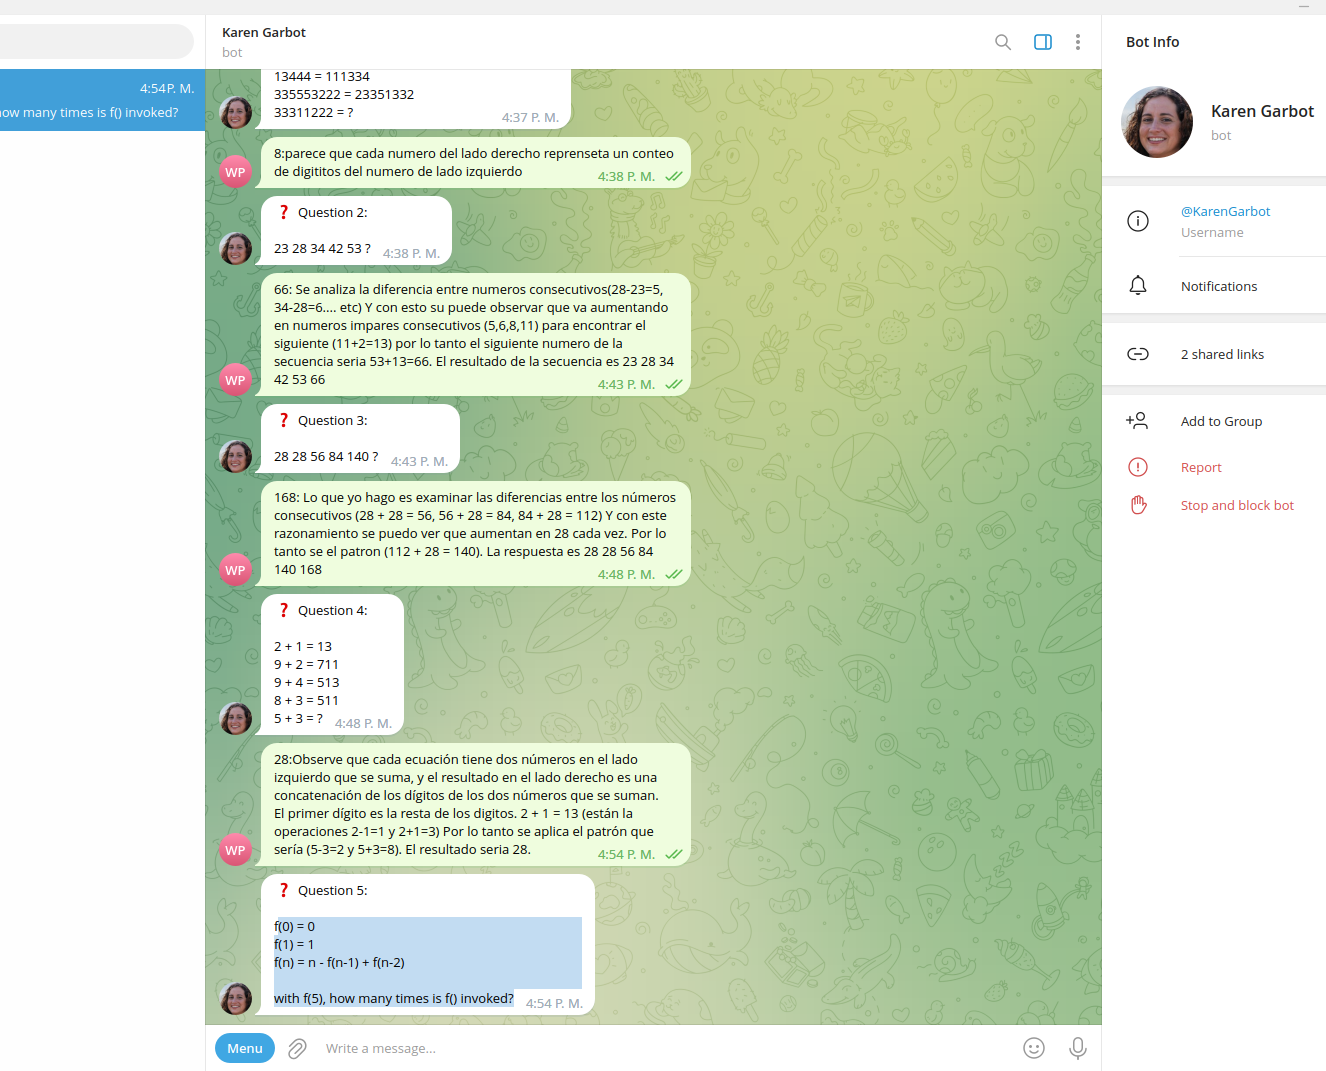 4:54 P. M.
how many times is f() invoked?
Karen Garbot
bot
13444 = 111334
335553222 = 23351332
33311222 = ?
4:37 P. M.
8:parece que cada numero del lado derecho reprenseta un conteo
de digititos del numero de lado izquierdo
4:38 P. M.
WP
❓ Question 2:
23 28 34 42 53 ?
4:38 P. M.
66: Se analiza la diferencia entre numeros consecutivos(28-23=5,
34-28=6.... etc) Y con esto su puede observar que va aumentando
en numeros impares consecutivos (5,6,8,11) para encontrar el
siguiente (11+2=13) por lo tanto el siguiente numero de la
secuencia seria 53+13=66. El resultado de la secuencia es 23 28 34
42 53 66
4:43 P. M.
WP
❓ Question 3:
28 28 56 84 140 ?
4:43 P. M.
168: Lo que yo hago es examinar las diferencias entre los números
consecutivos (28 + 28 = 56, 56 + 28 = 84, 84 + 28 = 112) Y con este
razonamiento se puedo ver que aumentan en 28 cada vez. Por lo
tanto se el patron (112 + 28 = 140). La respuesta es 28 28 56 84
140 168
4:48 P. M.
WP
❓ Question 4:
2 + 1 = 13
9 + 2 = 711
9 + 4 = 513
8 + 3 = 511
5 + 3 = ?
4:48 P. M.
28:Observe que cada ecuación tiene dos números en el lado
izquierdo que se suma, y el resultado en el lado derecho es una
concatenación de los dígitos de los dos números que se suman.
El primer dígito es la resta de los digitos. 2 + 1 = 13 (están la
operaciones 2-1=1 y 2+1=3) Por lo tanto se aplica el patrón que
sería (5-3=2 y 5+3=8). El resultado seria 28.
4:54 P. M.
WP
❓ Question 5:
f(0) = 0
f(1) = 1
f(n) = n - f(n-1) + f(n-2)
with f(5), how many times is f() invoked?
4:54 P. M.
Menu
Write a message...
Bot Info
Karen Garbot
bot
@KarenGarbot
Username
Notifications
2 shared links
Add to Group
Report
Stop and block bot